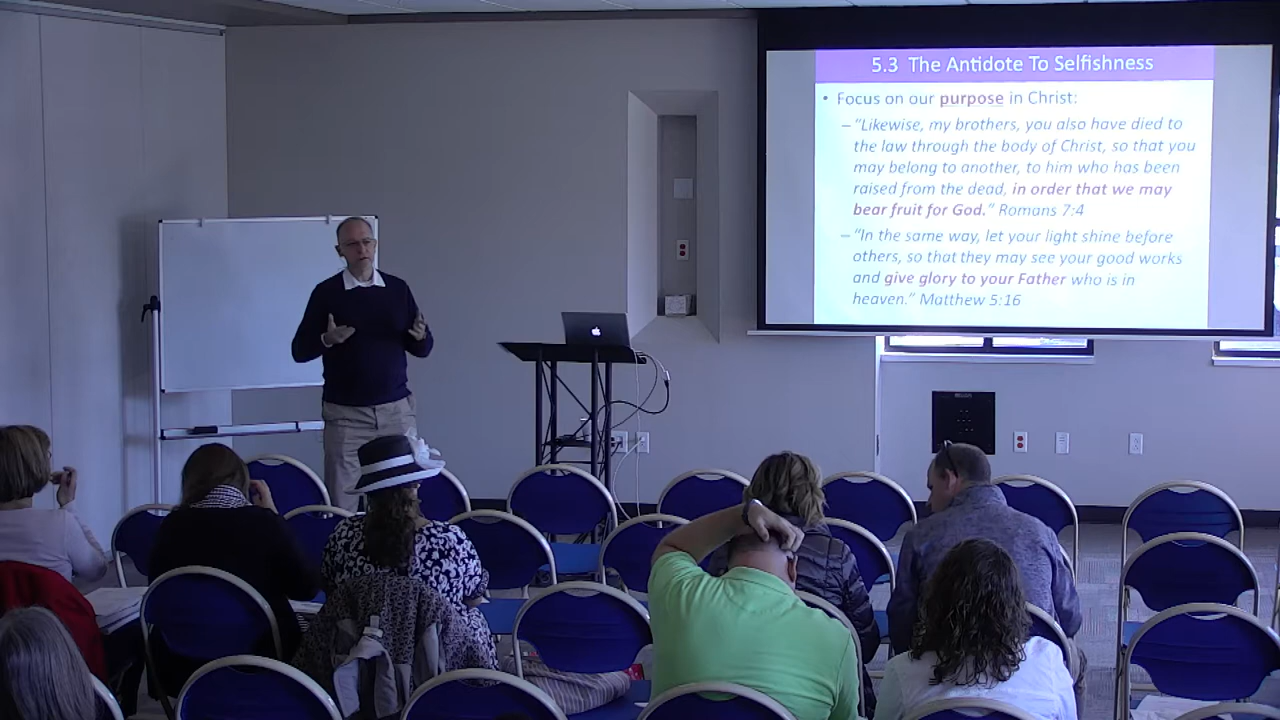 5.3 The Antidote To Selfishness
• Focus on our purpose in Christ:
– “Likewise, my brothers, you also have died to
the law through the body of Christ, so that you
may belong to another, to him who has been
raised from the dead, in order that we may
bear fruit for God.” Romans 7:4
– “In the same way, let your light shine before
others, so that they may see your good works
and give glory to your Father who is in
heaven.” Matthew 5:16